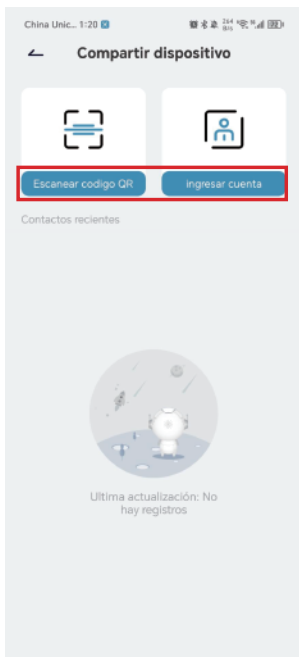 China Unic... 1:20
Compartir dispositivo
Escanear codigo QR
ingresar cuenta
Contactos recientes
Ultima actualización: No
hay registros